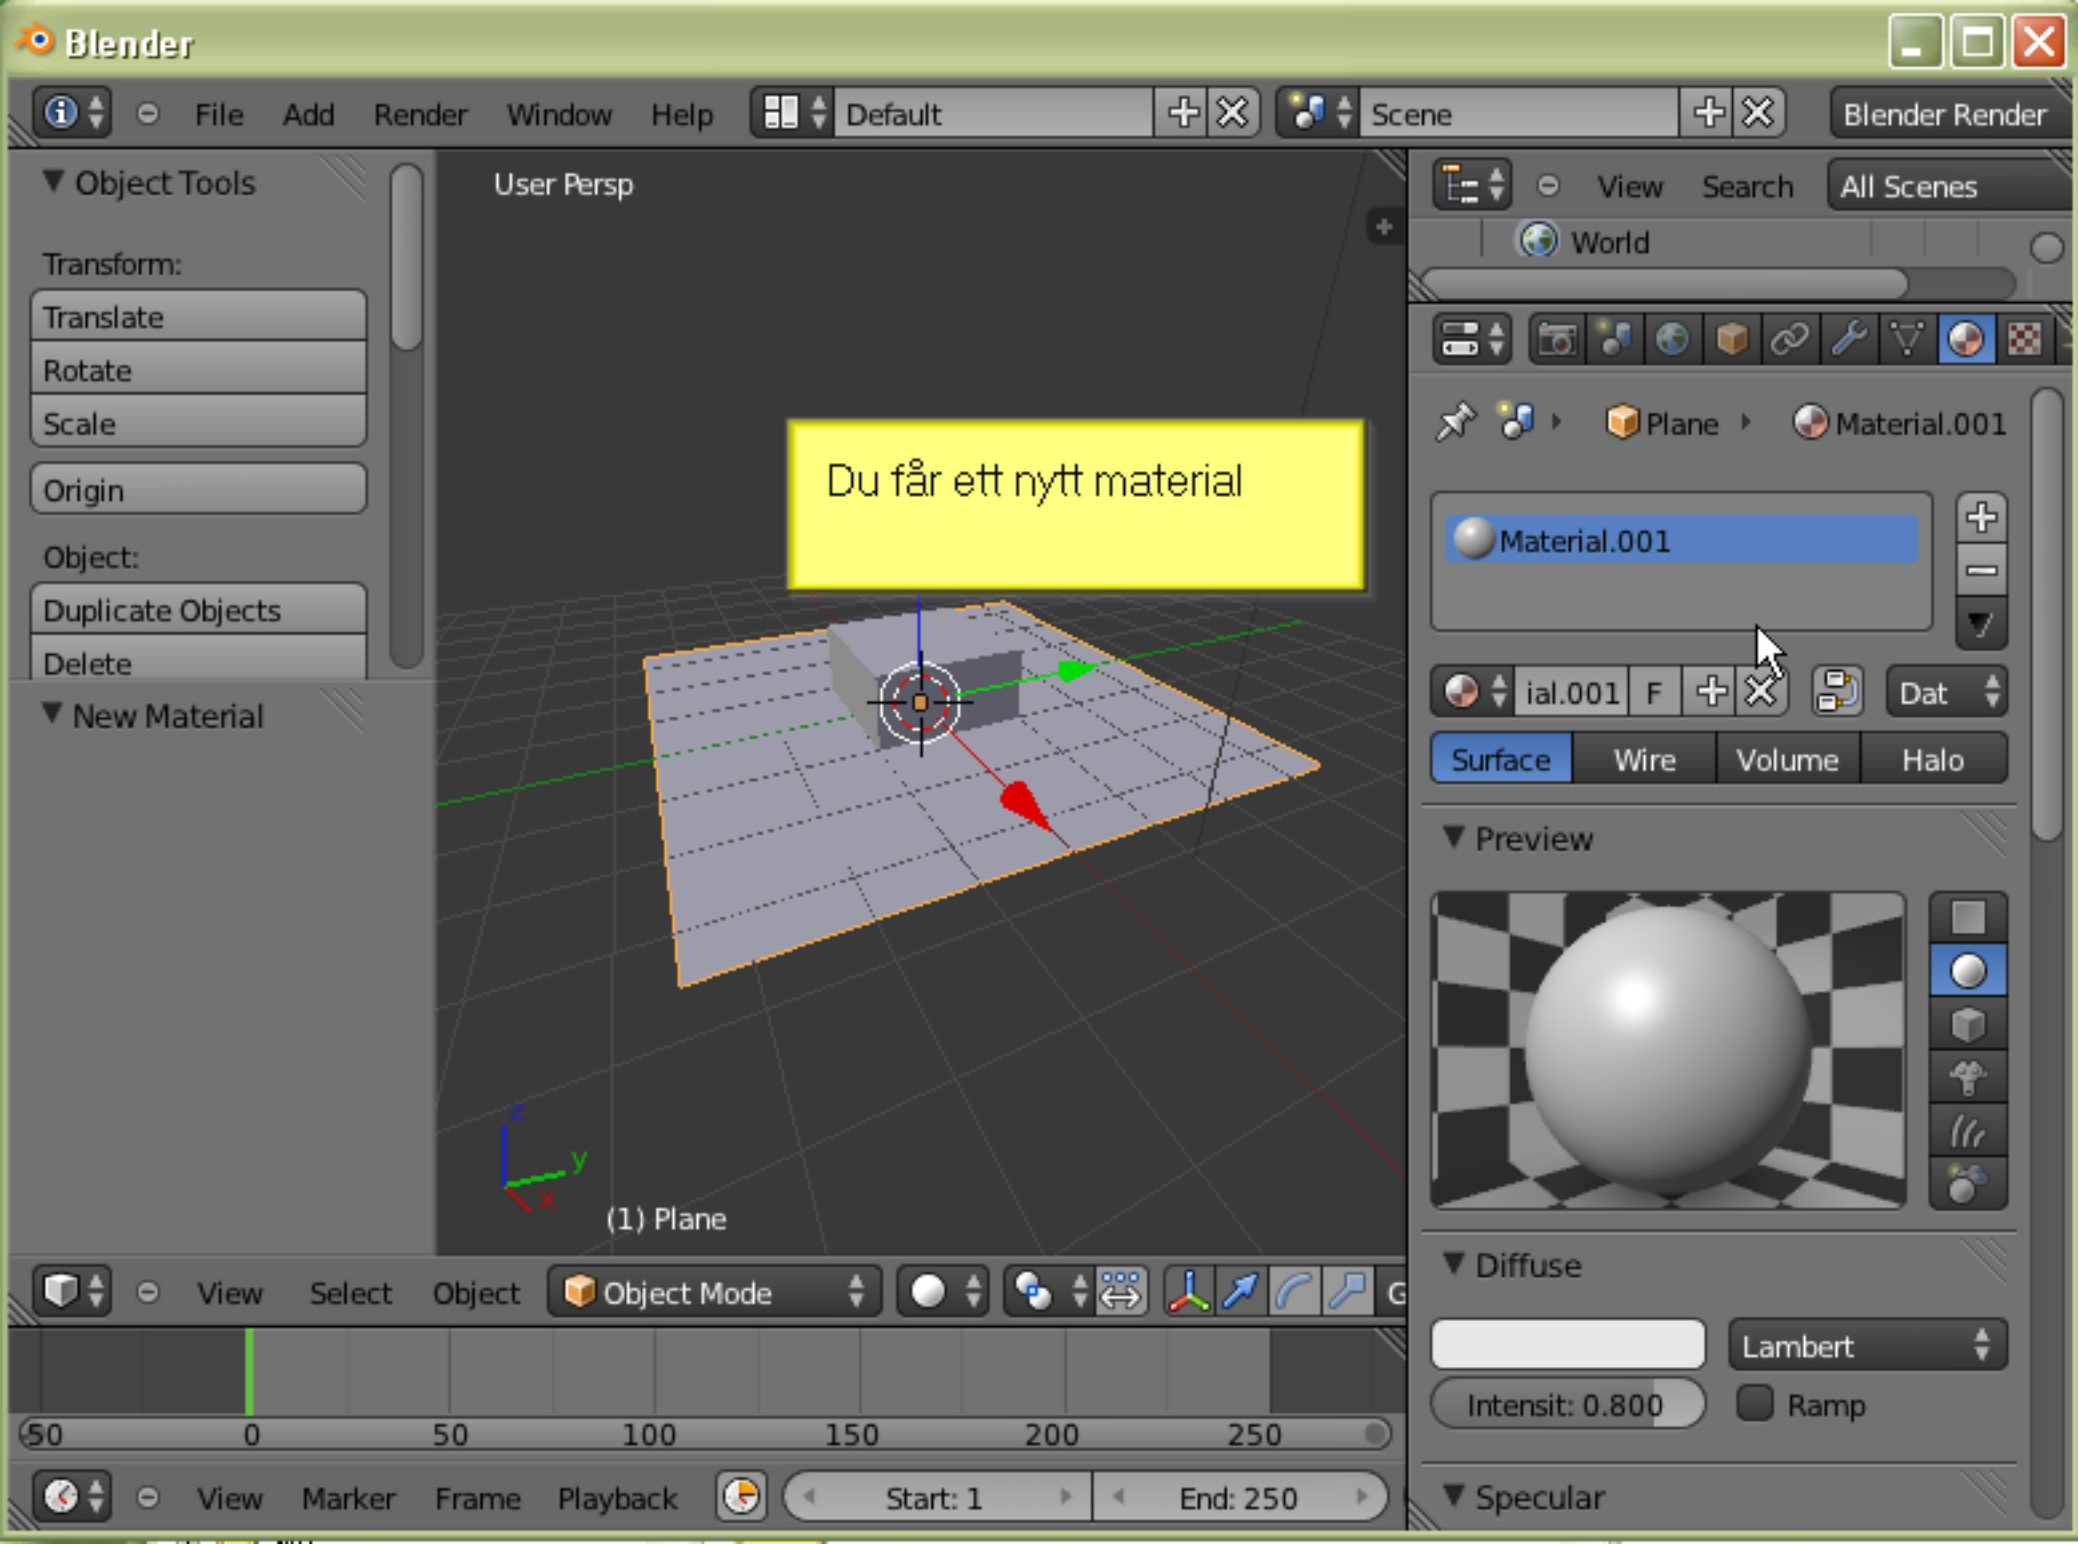 Blender
File Add Render Window Help Default Scene Blender Render
Object Tools
Transform:
Translate
Rotate
Scale
Origin
Object:
Duplicate Objects
Delete
New Material
User Persp
Du får ett nytt material
z
y
x
(1) Plane
View Search All Scenes
World
Plane Material.001
Material.001
ial.001 F Dat
Surface Wire Volume Halo
Preview
Diffuse
Lambert
Intensit: 0.800 Ramp
Specular
View Select Object Object Mode G
-50 0 50 100 150 200 250
View Marker Frame Playback Start: 1 End: 250